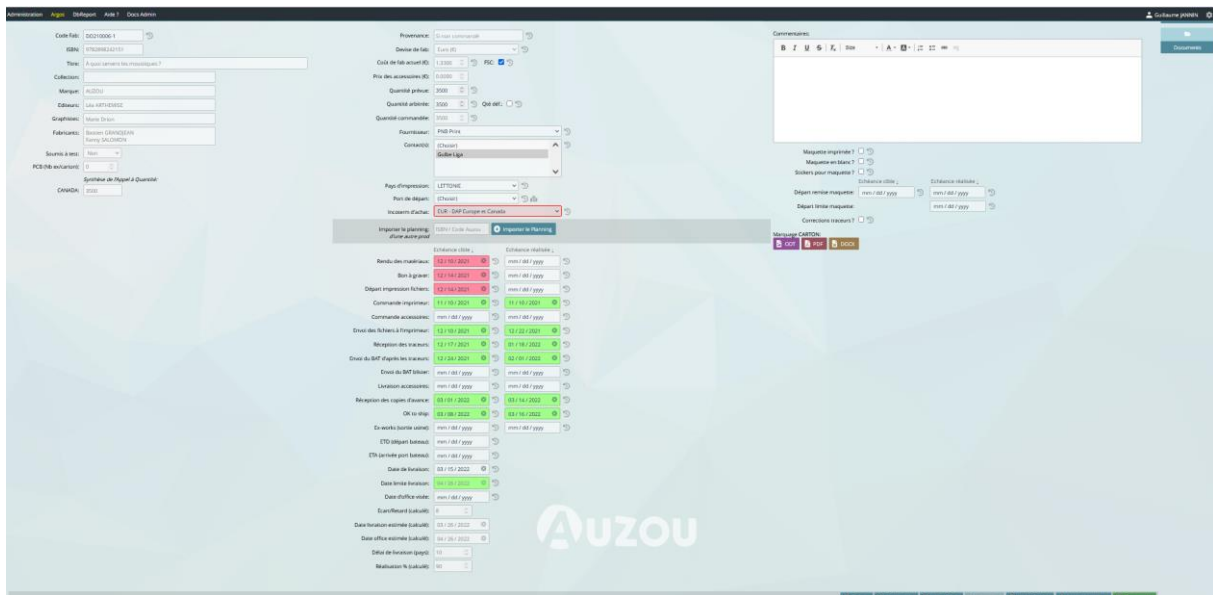 Administration Argos DbReport Aide ? Docs Admin
Guillaume JANNIN
Code Fab: DO210006-1
ISBN:
Titre: A quoi servent les moustiques ?
Collection:
Marque: AUZOU
Editeurs: Léa
Graphistes: Marie
Fabricants: Bastien GRANDJEAN
Fanny SALOMON
Soumis à test: Non
PCB (Nb ex/carton): 0
Synthèse de l'Appel à Quantité:
CANADA: 3500
Provenance: G non commandé
Devise de fab: Euro (€)
Coût de fab actuel (€): FSC:
Prix des accessoires (€): 0.0000
Quantité prévue: 3500
Quantité arbitrée: 3500 Qté déf.:
Quantité commandée: 3500
Fournisseur: PNB Print
Contact(s): (Choisir)
Gulbe Liga
Pays d'impression: LETTONIE
Port de départ: (Choisir)
Incoterm d'achat: EUR - DAP Europe et Canada
Importer le planning: ISBN / Code Auzou Importer le Planning
d'une autre prod
Echéance cible Echéance réalisée
Rendu des matériaux: 12 / 10 / 2021 mm / dd / yyyy
Bon à graver: 12 / 14 / 2021 mm / dd / yyyy
Départ impression fichiers: 12 / 14 / 2021 mm / dd / yyyy
Commande imprimeur: 11 / 10 / 2021 11 / 10 / 2021
Commande accessoires: mm / dd / yyyy mm / dd / yyyy
Envoi des fichiers à l'imprimeur: 12 / 10 / 2021 12 / 22 / 2021
Réception des traceurs: 12 / 17 / 2021 01 / 18 / 2022
Envoi du BAT d'après les traceurs: 12 / 24 / 2021 02 / 01 / 2022
Envoi du BAT blister: mm / dd / yyyy mm / dd / yyyy
Livraison accessoires: mm / dd / yyyy mm / dd / yyyy
Réception des copies d'avance: 03 / 01 / 2022 03 / 14 / 2022
OK to ship: 03 / 08 / 2022 03 / 16 / 2022
Ex-works (sortie usine): mm / dd / yyyy mm / dd / yyyy
ETD (départ bateau): mm / dd / yyyy
ETA (arrivée port bateau): mm / dd / yyyy
Date de livraison: 03 / 15 / 2022
Date limite livraison: 04 / 26 / 2022
Date d'office visée: mm / dd / yyyy
Ecart/Retard (calculé):
Date livraison estimée (calculé): 03 / 26 / 2022
Date office estimée (calculé): 04 / 26 / 2022
Délai de livraison (pays): 10
Réalisation % (calculé): 90
Commentaires:
B I U S Size A
Maquette imprimée ?
Maquette en blanc ?
Stickers pour maquette ?
Echéance cible Echéance réalisée
Départ remise maquette: mm / dd / yyyy mm / dd / yyyy
Départ limite maquette: mm / dd / yyyy
Corrections traceurs ?
Marquage CARTON:
ODT PDF DOCX
Documents
AUZOU